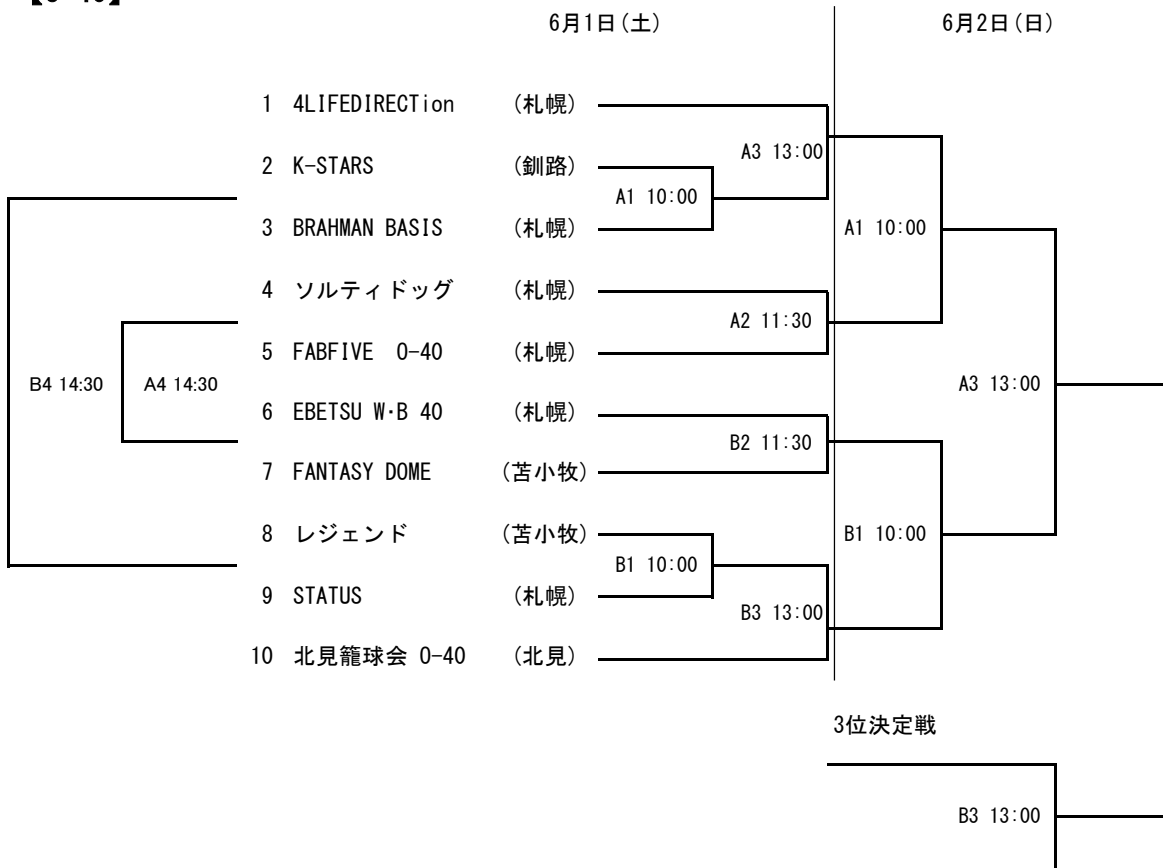 6月1日(土) 6月2日(日)
1 4LIFEDIRECTion (札幌)
A3 13:00
2 K-STARS (釧路)
A1 10:00
3 BRAHMAN BASIS (札幌) A1 10:00
4 ソルティドッグ (札幌)
A2 11:30
5 FABFIVE O-40 (札幌)
B4 14:30 A4 14:30 A3 13:00
6 EBETSU W・B 40 (札幌)
B2 11:30
7 FANTASY DOME (苫小牧)
8 レジェンド (苫小牧) B1 10:00
B1 10:00
9 STATUS (札幌)
B3 13:00
10 北見籠球会 O-40 (北見)
3位決定戦
B3 13:00